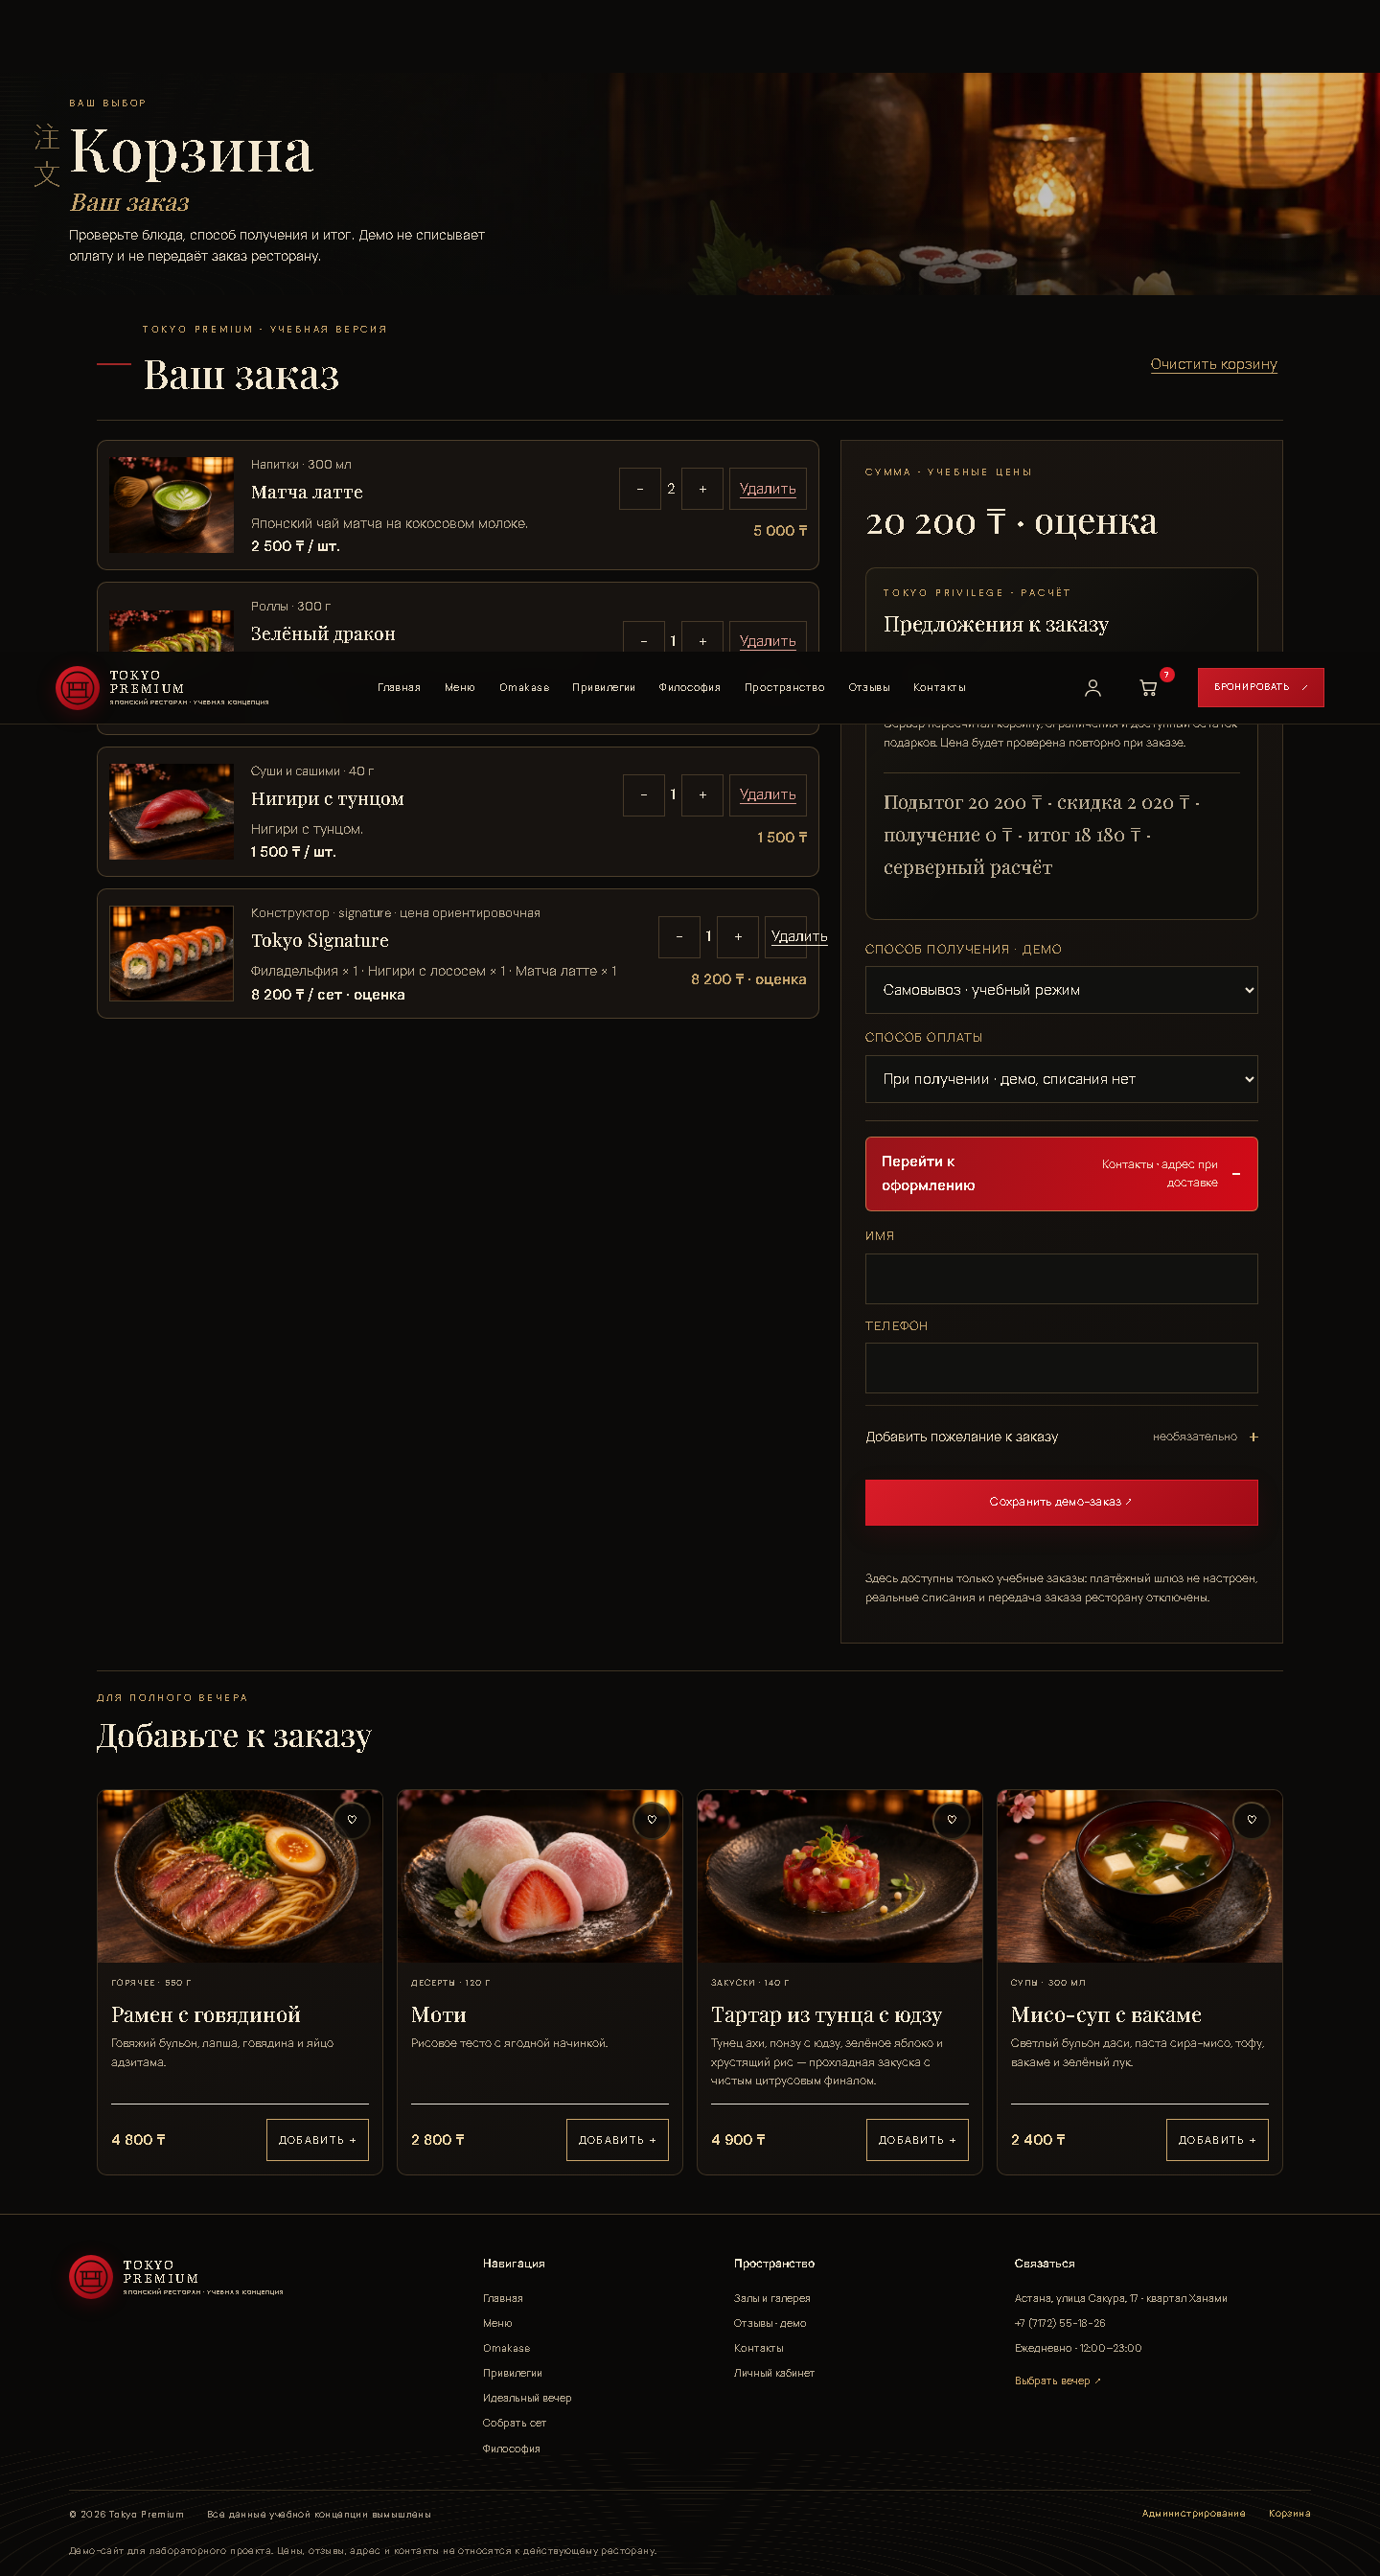 ВАШ ВЫБОР
注文
Корзина
Ваш заказ
Проверьте блюда, способ получения и итог. Демо не списывает
оплату и не передаёт заказ ресторану.
TOKYO PREMIUM · УЧЕБНАЯ ВЕРСИЯ
Ваш заказ
Очистить корзину
Напитки · 300 мл
Матча латте
Японский чай матча на кокосовом молоке.
2 500 ₸ / шт.
− 2 + Удалить
5 000 ₸
Роллы · 300 г
Зелёный дракон
− 1 + Удалить
Суши и сашими · 40 г
Нигири с тунцом
Нигири с тунцом.
1 500 ₸ / шт.
− 1 + Удалить
1 500 ₸
Конструктор · signature · цена ориентировочная
Tokyo Signature
Филадельфия × 1 · Нигири с лососем × 1 · Матча латте × 1
8 200 ₸ / сет · оценка
− 1 + Удалить
8 200 ₸ · оценка
СУММА · УЧЕБНЫЕ ЦЕНЫ
20 200 ₸ · оценка
TOKYO PRIVILEGE · РАСЧЁТ
Предложения к заказу
TOKYO
PREMIUM
ЯПОНСКИЙ РЕСТОРАН · УЧЕБНАЯ КОНЦЕПЦИЯ
Главная Меню Omakase Привилегии Философия Пространство Отзывы Контакты
7
БРОНИРОВАТЬ ↗
Сервер пересчитал корзину, ограничения и доступный остаток
подарков. Цена будет проверена повторно при заказе.
Подытог 20 200 ₸ · скидка 2 020 ₸ ·
получение 0 ₸ · итог 18 180 ₸ ·
серверный расчёт
СПОСОБ ПОЛУЧЕНИЯ · ДЕМО
Самовывоз · учебный режим
СПОСОБ ОПЛАТЫ
При получении · демо, списания нет
Перейти к
оформлению
Контакты · адрес при
доставке
−
ИМЯ
ТЕЛЕФОН
Добавить пожелание к заказу необязательно +
Сохранить демо-заказ ↗
Здесь доступны только учебные заказы: платёжный шлюз не настроен,
реальные списания и передача заказа ресторану отключены.
ДЛЯ ПОЛНОГО ВЕЧЕРА
Добавьте к заказу
ГОРЯЧЕЕ · 550 Г
Рамен с говядиной
Говяжий бульон, лапша, говядина и яйцо
адзитама.
4 800 ₸ ДОБАВИТЬ +
ДЕСЕРТЫ · 120 Г
Моти
Рисовое тесто с ягодной начинкой.
2 800 ₸ ДОБАВИТЬ +
ЗАКУСКИ · 140 Г
Тартар из тунца с юдзу
Тунец ахи, понзу с юдзу, зелёное яблоко и
хрустящий рис — прохладная закуска с
чистым цитрусовым финалом.
4 900 ₸ ДОБАВИТЬ +
СУПЫ · 300 МЛ
Мисо-суп с вакаме
Светлый бульон даси, паста сира-мисо, тофу,
вакаме и зелёный лук.
2 400 ₸ ДОБАВИТЬ +
TOKYO
PREMIUM
ЯПОНСКИЙ РЕСТОРАН · УЧЕБНАЯ КОНЦЕПЦИЯ
Навигация
Главная
Меню
Omakase
Привилегии
Идеальный вечер
Собрать сет
Философия
Пространство
Залы и галерея
Отзывы · демо
Контакты
Личный кабинет
Связаться
Астана, улица Сакура, 17 · квартал Ханами
+7 (7172) 55-18-26
Ежедневно · 12:00–23:00
Выбрать вечер ↗
© 2026 Tokyo Premium Все данные учебной концепции вымышлены
Администрирование Корзина
Демо-сайт для лабораторного проекта. Цены, отзывы, адрес и контакты не относятся к действующему ресторану.